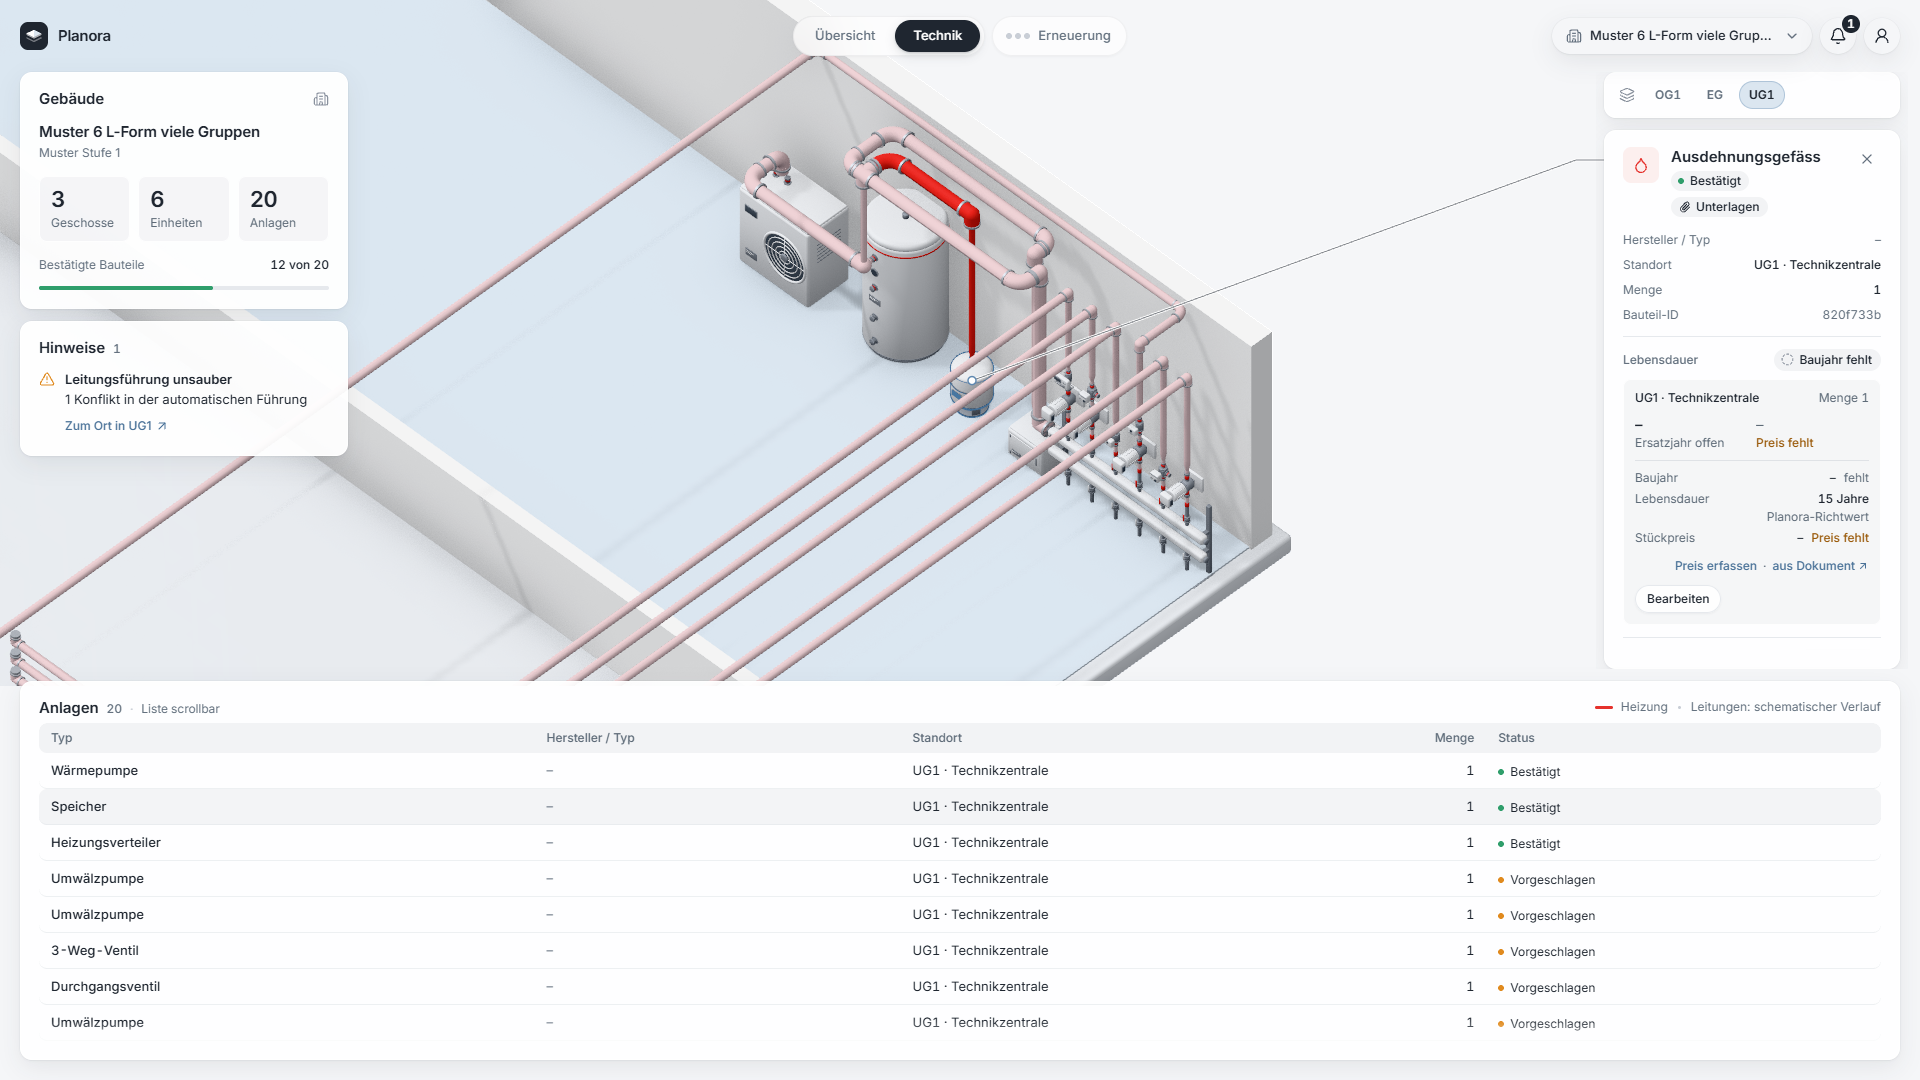 Planora
Übersicht
Technik
Erneuerung
Muster 6 L-Form viele Grup...
1
Gebäude
Muster 6 L-Form viele Gruppen
Muster Stufe 1
3
Geschosse
6
Einheiten
20
Anlagen
Bestätigte Bauteile
12 von 20
Hinweise 1
Leitungsführung unsauber
1 Konflikt in der automatischen Führung
Zum Ort in UG1
OG1
EG
UG1
Ausdehnungsgefäss
Bestätigt
Unterlagen
Hersteller / Typ –
Standort UG1 · Technikzentrale
Menge 1
Bauteil-ID 820f733b
Lebensdauer Baujahr fehlt
UG1 · Technikzentrale Menge 1
– –
Ersatzjahr offen Preis fehlt
Baujahr – fehlt
Lebensdauer 15 Jahre
Planora-Richtwert
Stückpreis – Preis fehlt
Preis erfassen · aus Dokument
Bearbeiten
Anlagen 20 · Liste scrollbar
Heizung · Leitungen: schematischer Verlauf
Typ Hersteller / Typ Standort Menge Status
Wärmepumpe – UG1 · Technikzentrale 1 Bestätigt
Speicher – UG1 · Technikzentrale 1 Bestätigt
Heizungsverteiler – UG1 · Technikzentrale 1 Bestätigt
Umwälzpumpe – UG1 · Technikzentrale 1 Vorgeschlagen
Umwälzpumpe – UG1 · Technikzentrale 1 Vorgeschlagen
3-Weg-Ventil – UG1 · Technikzentrale 1 Vorgeschlagen
Durchgangsventil – UG1 · Technikzentrale 1 Vorgeschlagen
Umwälzpumpe – UG1 · Technikzentrale 1 Vorgeschlagen